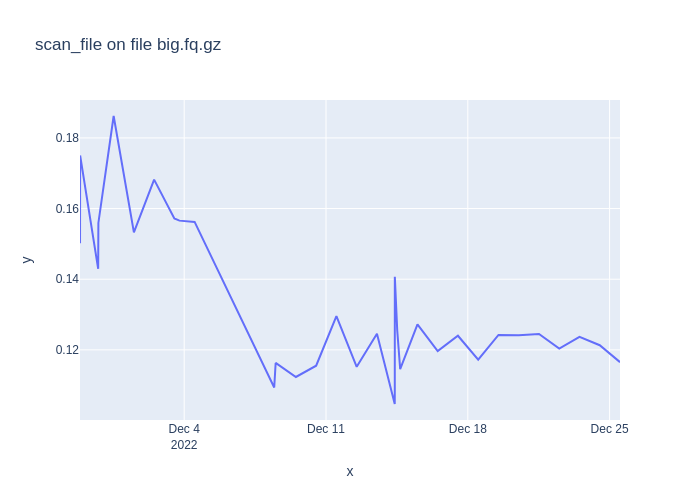 scan_file on file big.fq.gz
0.18
0.16
0.14
0.12
y
Dec 4
2022
Dec 11
Dec 18
Dec 25
x